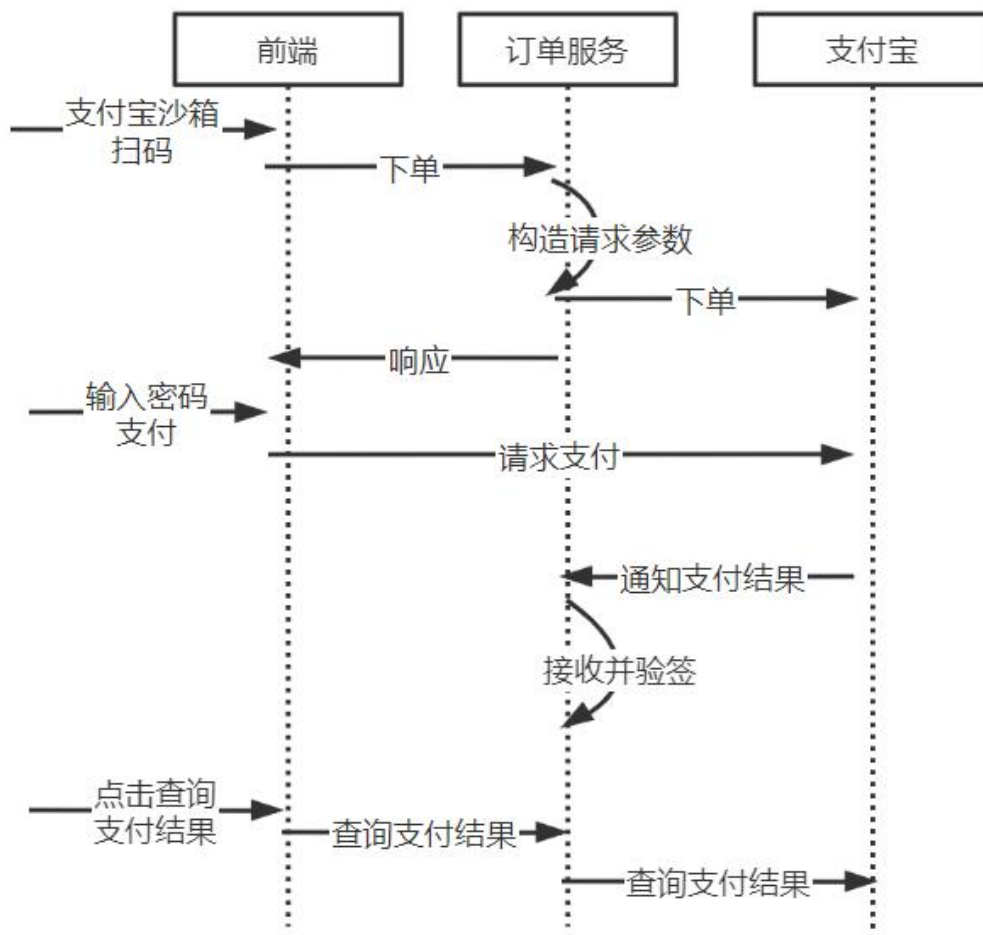 前端
订单服务
支付宝
支付宝沙箱
扫码
下单
构造请求参数
下单
响应
输入密码
支付
请求支付
通知支付结果
接收并验签
点击查询
支付结果
查询支付结果
查询支付结果